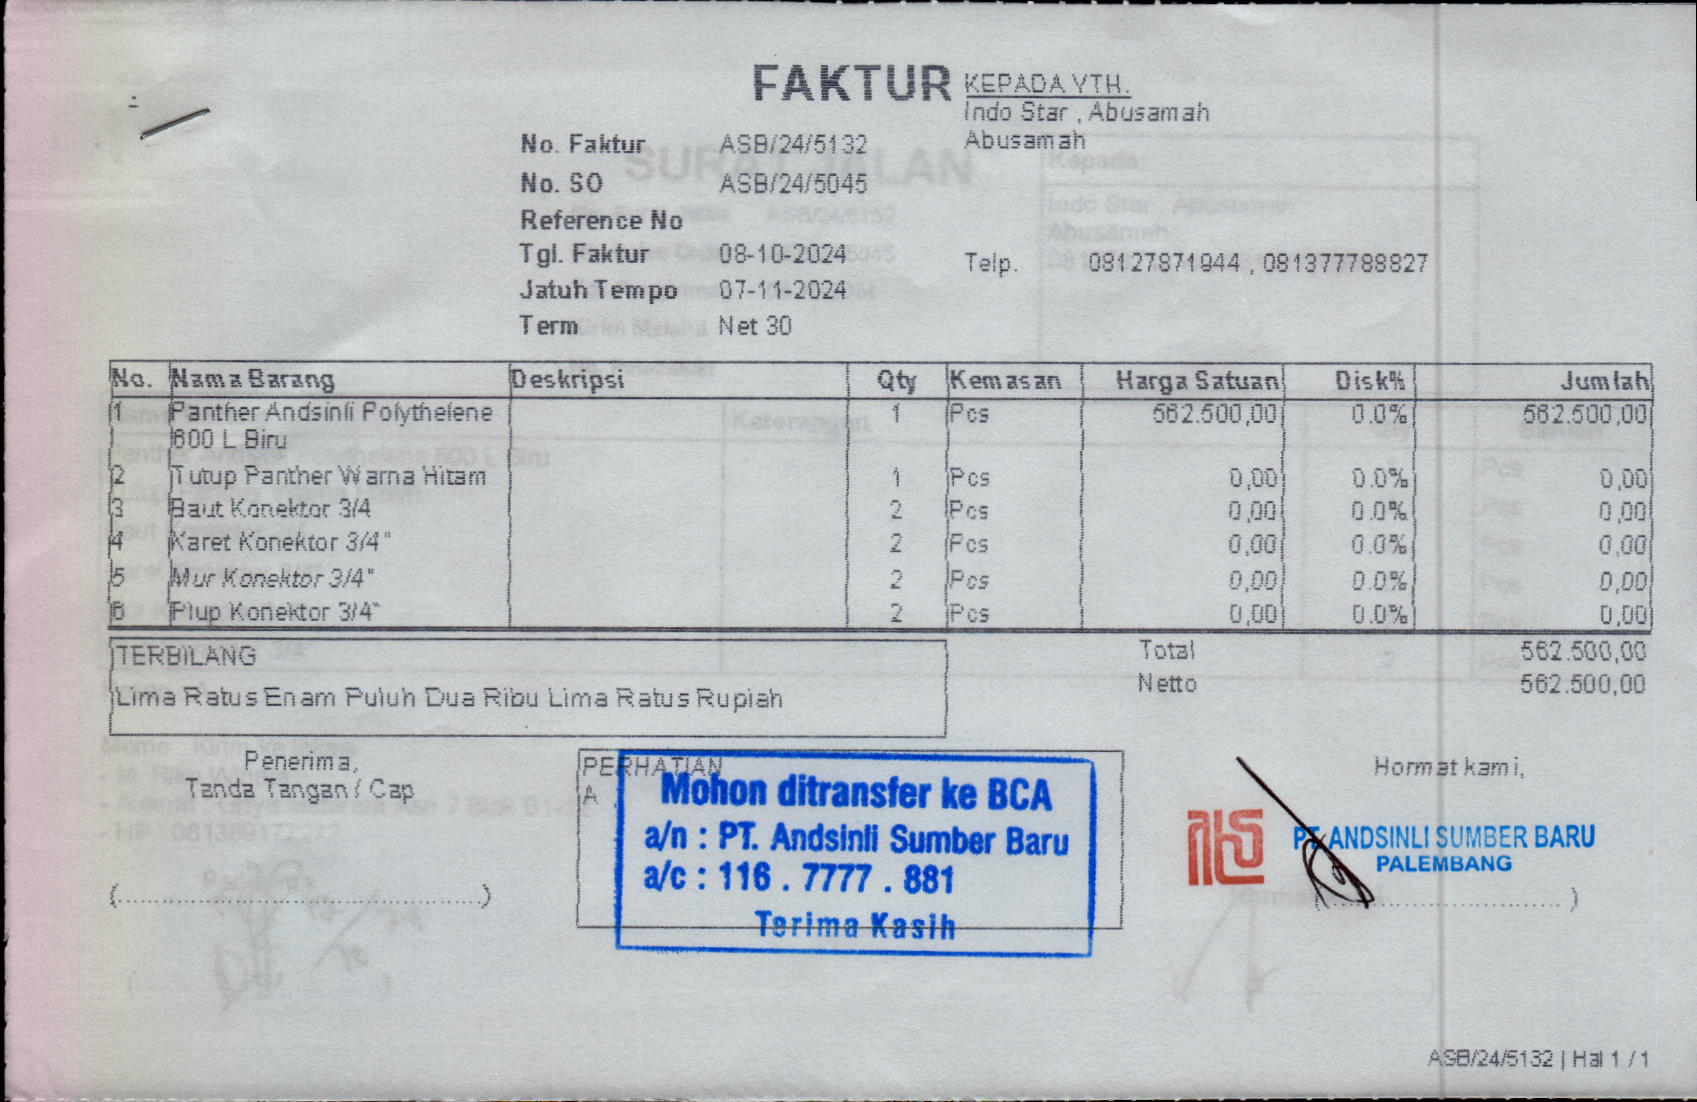 FAKTUR
KEPADA YTH.
Indo Star , Abusamah
Abusamah
No. Faktur ASB/24/5132
No. SO ASB/24/5045
Reference No
Tgl. Faktur 08-10-2024
Telp. 08127871944 , 081377788827
Jatuh Tempo 07-11-2024
Term Net 30
No. Nama Barang Deskripsi Qty Kemasan Harga Satuan Disk% Jumlah
1 Panther Andsinli Polythelene 1 Pcs 562.500,00 0.0% 562.500,00
600 L Biru
2 Tutup Panther Warna Hitam 1 Pcs 0,00 0.0% 0,00
3 Baut Konektor 3/4 2 Pcs 0,00 0.0% 0,00
4 Karet Konektor 3/4" 2 Pcs 0,00 0.0% 0,00
5 Mur Konektor 3/4" 2 Pcs 0,00 0.0% 0,00
6 Plup Konektor 3/4" 2 Pcs 0,00 0.0% 0,00
TERBILANG
Lima Ratus Enam Puluh Dua Ribu Lima Ratus Rupiah
Total 562.500,00
Netto 562.500,00
Penerima,
Tanda Tangan / Cap
(..........................................................)
PERHATIAN
A
Mohon ditransfer ke BCA
a/n : PT. Andsinli Sumber Baru
a/c : 116 . 7777 . 881
Terima Kasih
Hormat kami,
PT. ANDSINLI SUMBER BARU
PALEMBANG
(.......................................)
ASB/24/5132 | Hal 1 / 1